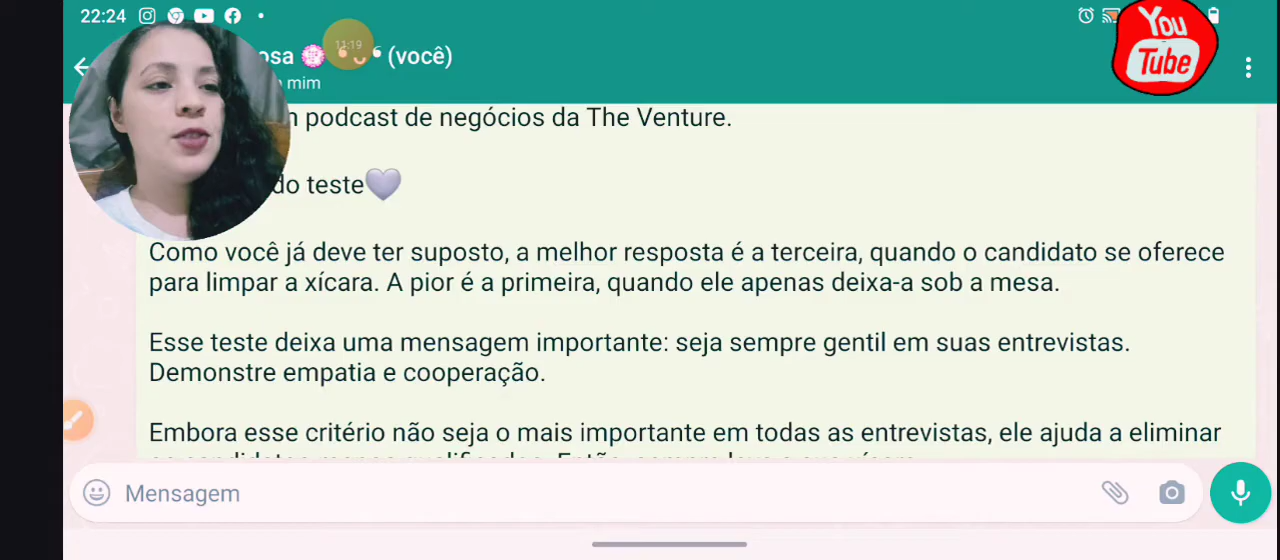 22:24
11:19
osa (você)
mim
podcast de negócios da The Venture.
do teste
Como você já deve ter suposto, a melhor resposta é a terceira, quando o candidato se oferece
para limpar a xícara. A pior é a primeira, quando ele apenas deixa-a sob a mesa.
Esse teste deixa uma mensagem importante: seja sempre gentil em suas entrevistas.
Demonstre empatia e cooperação.
Embora esse critério não seja o mais importante em todas as entrevistas, ele ajuda a eliminar
Mensagem
You
Tube